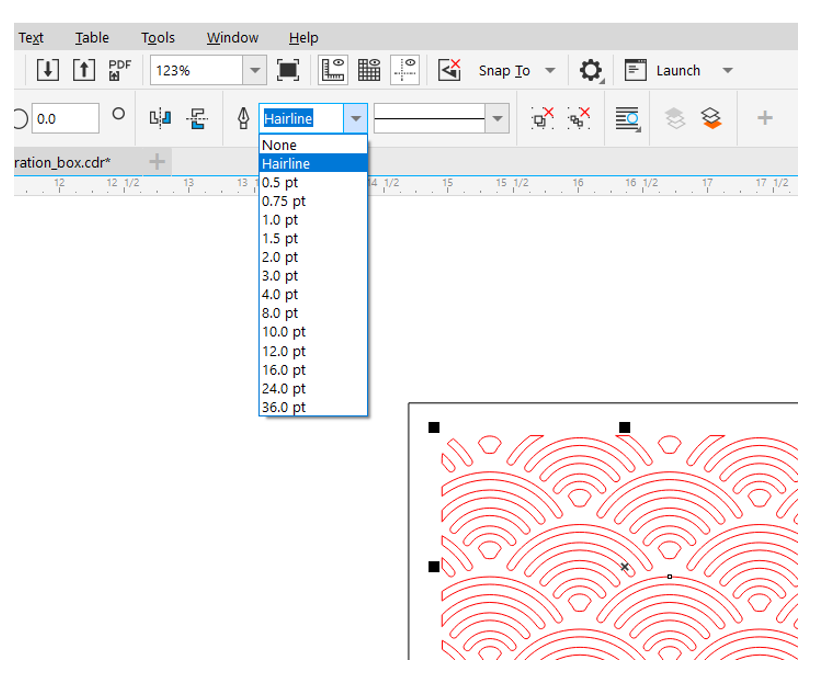 Text Table Tools Window Help
PDF 123% Snap To Launch
0.0 Hairline
ration_box.cdr*
12 12 1/2 13 13 14 1/2 15 15 1/2 16 16 1/2 17 17 1/2
None
Hairline
0.5 pt
0.75 pt
1.0 pt
1.5 pt
2.0 pt
3.0 pt
4.0 pt
8.0 pt
10.0 pt
12.0 pt
16.0 pt
24.0 pt
36.0 pt